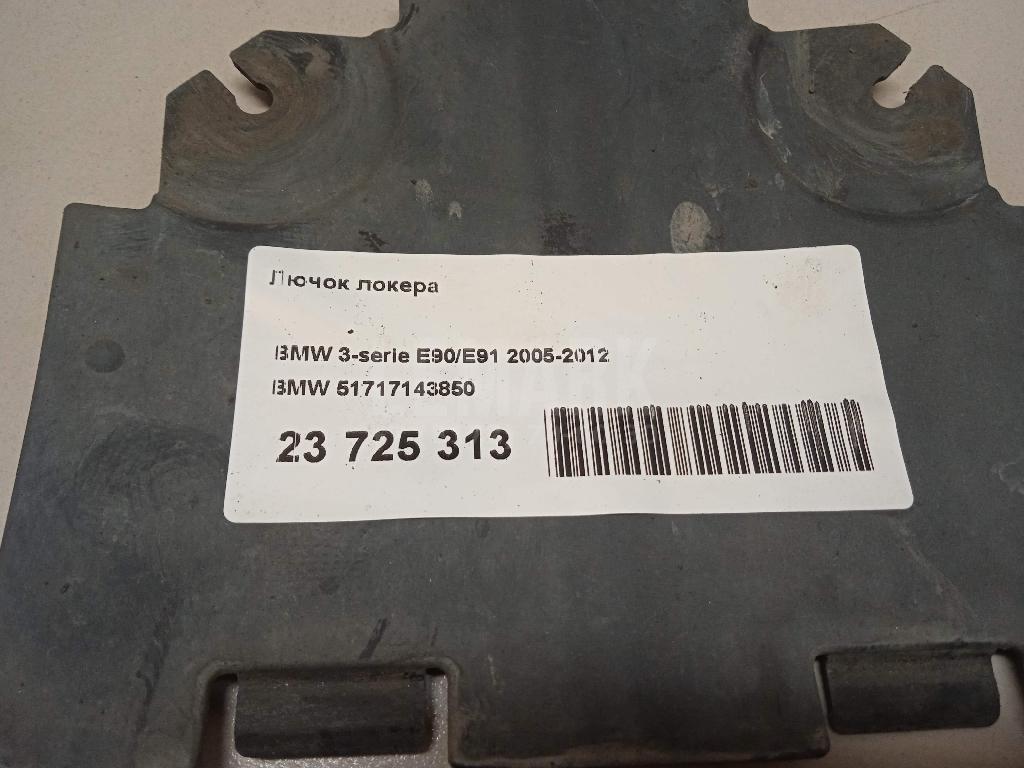 Лючок локера
BMW 3-serie E90/E91 2005-2012
BMW 51717143850
23 725 313